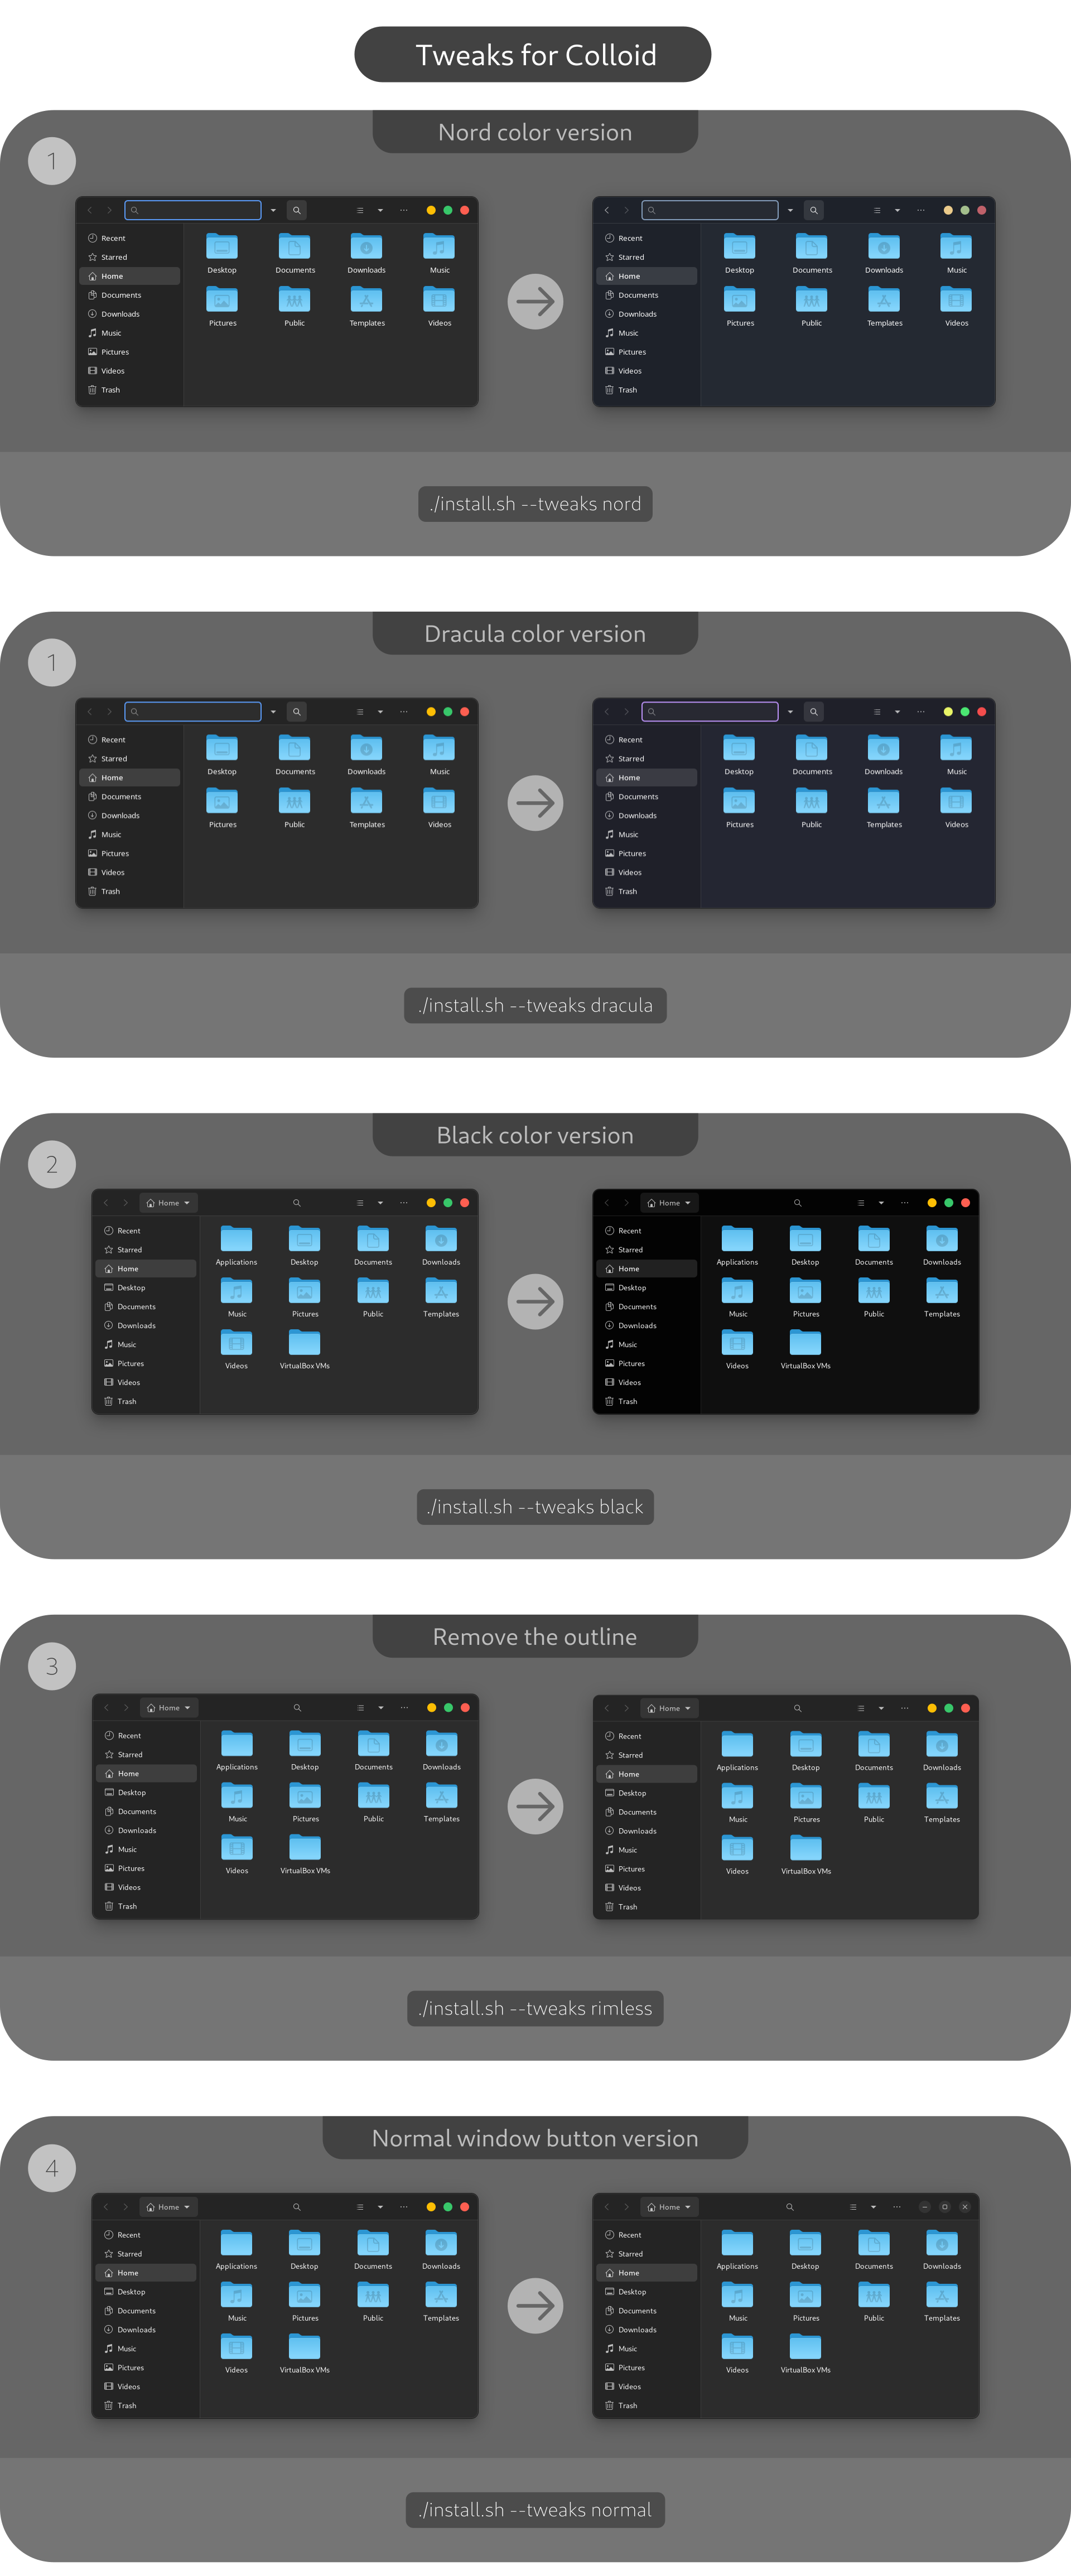 Tweaks for Colloid
Nord color version
1
Recent
Starred
Home
Documents
Downloads
Music
Pictures
Videos
Trash
Desktop Documents Downloads Music
Pictures Public Templates Videos
Recent
Starred
Home
Documents
Downloads
Music
Pictures
Videos
Trash
Desktop Documents Downloads Music
Pictures Public Templates Videos
./install.sh --tweaks nord
Dracula color version
1
Recent
Starred
Home
Documents
Downloads
Music
Pictures
Videos
Trash
Desktop Documents Downloads Music
Pictures Public Templates Videos
Recent
Starred
Home
Documents
Downloads
Music
Pictures
Videos
Trash
Desktop Documents Downloads Music
Pictures Public Templates Videos
./install.sh --tweaks dracula
Black color version
2
Home
Recent
Starred
Home
Desktop
Documents
Downloads
Music
Pictures
Videos
Trash
Applications Desktop Documents Downloads
Music Pictures Public Templates
Videos VirtualBox VMs
Home
Recent
Starred
Home
Desktop
Documents
Downloads
Music
Pictures
Videos
Trash
Applications Desktop Documents Downloads
Music Pictures Public Templates
Videos VirtualBox VMs
./install.sh --tweaks black
Remove the outline
3
Home
Recent
Starred
Home
Desktop
Documents
Downloads
Music
Pictures
Videos
Trash
Applications Desktop Documents Downloads
Music Pictures Public Templates
Videos VirtualBox VMs
Home
Recent
Starred
Home
Desktop
Documents
Downloads
Music
Pictures
Videos
Trash
Applications Desktop Documents Downloads
Music Pictures Public Templates
Videos VirtualBox VMs
./install.sh --tweaks rimless
Normal window button version
4
Home
Recent
Starred
Home
Desktop
Documents
Downloads
Music
Pictures
Videos
Trash
Applications Desktop Documents Downloads
Music Pictures Public Templates
Videos VirtualBox VMs
Home
Recent
Starred
Home
Desktop
Documents
Downloads
Music
Pictures
Videos
Trash
Applications Desktop Documents Downloads
Music Pictures Public Templates
Videos VirtualBox VMs
./install.sh --tweaks normal